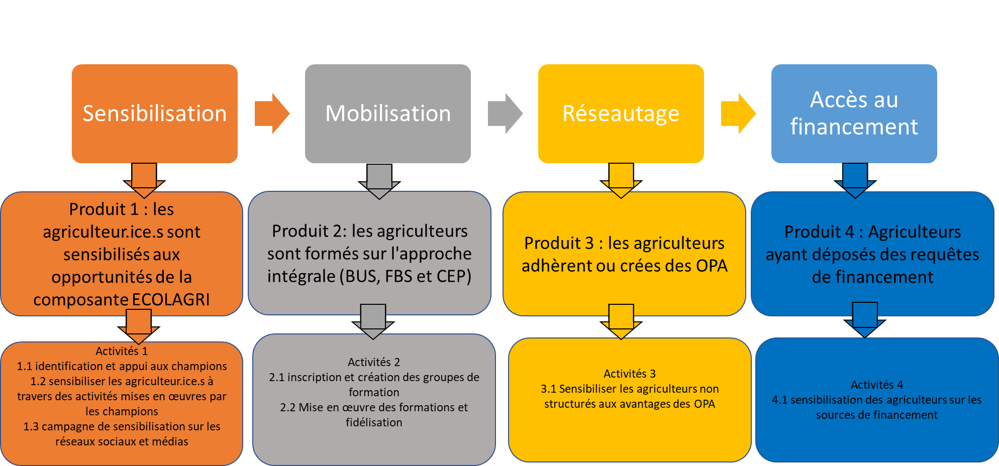 Sensibilisation
Mobilisation
Réseautage
Accès au
financement
Produit 1 : les
agriculteur.ice.s sont
sensibilisés aux
opportunités de la
composante ECOLAGRI
Produit 2: les agriculteurs
sont formés sur l'approche
intégrale (BUS, FBS et CEP)
Produit 3 : les agriculteurs
adhèrent ou crées des OPA
Produit 4 : Agriculteurs
ayant déposés des requêtes
de financement
Activités 1
1.1 identification et appui aux champions
1.2 sensibiliser les agriculteur.ice.s à
travers des activités mises en œuvres par
les champions
1.3 campagne de sensibilisation sur les
réseaux sociaux et médias
Activités 2
2.1 inscription et création des groupes de
formation
2.2 Mise en œuvre des formations et
fidélisation
Activités 3
3.1 Sensibiliser les agriculteurs non
structurés aux avantages des OPA
Activités 4
4.1 sensibilisation des agriculteurs sur les
sources de financement